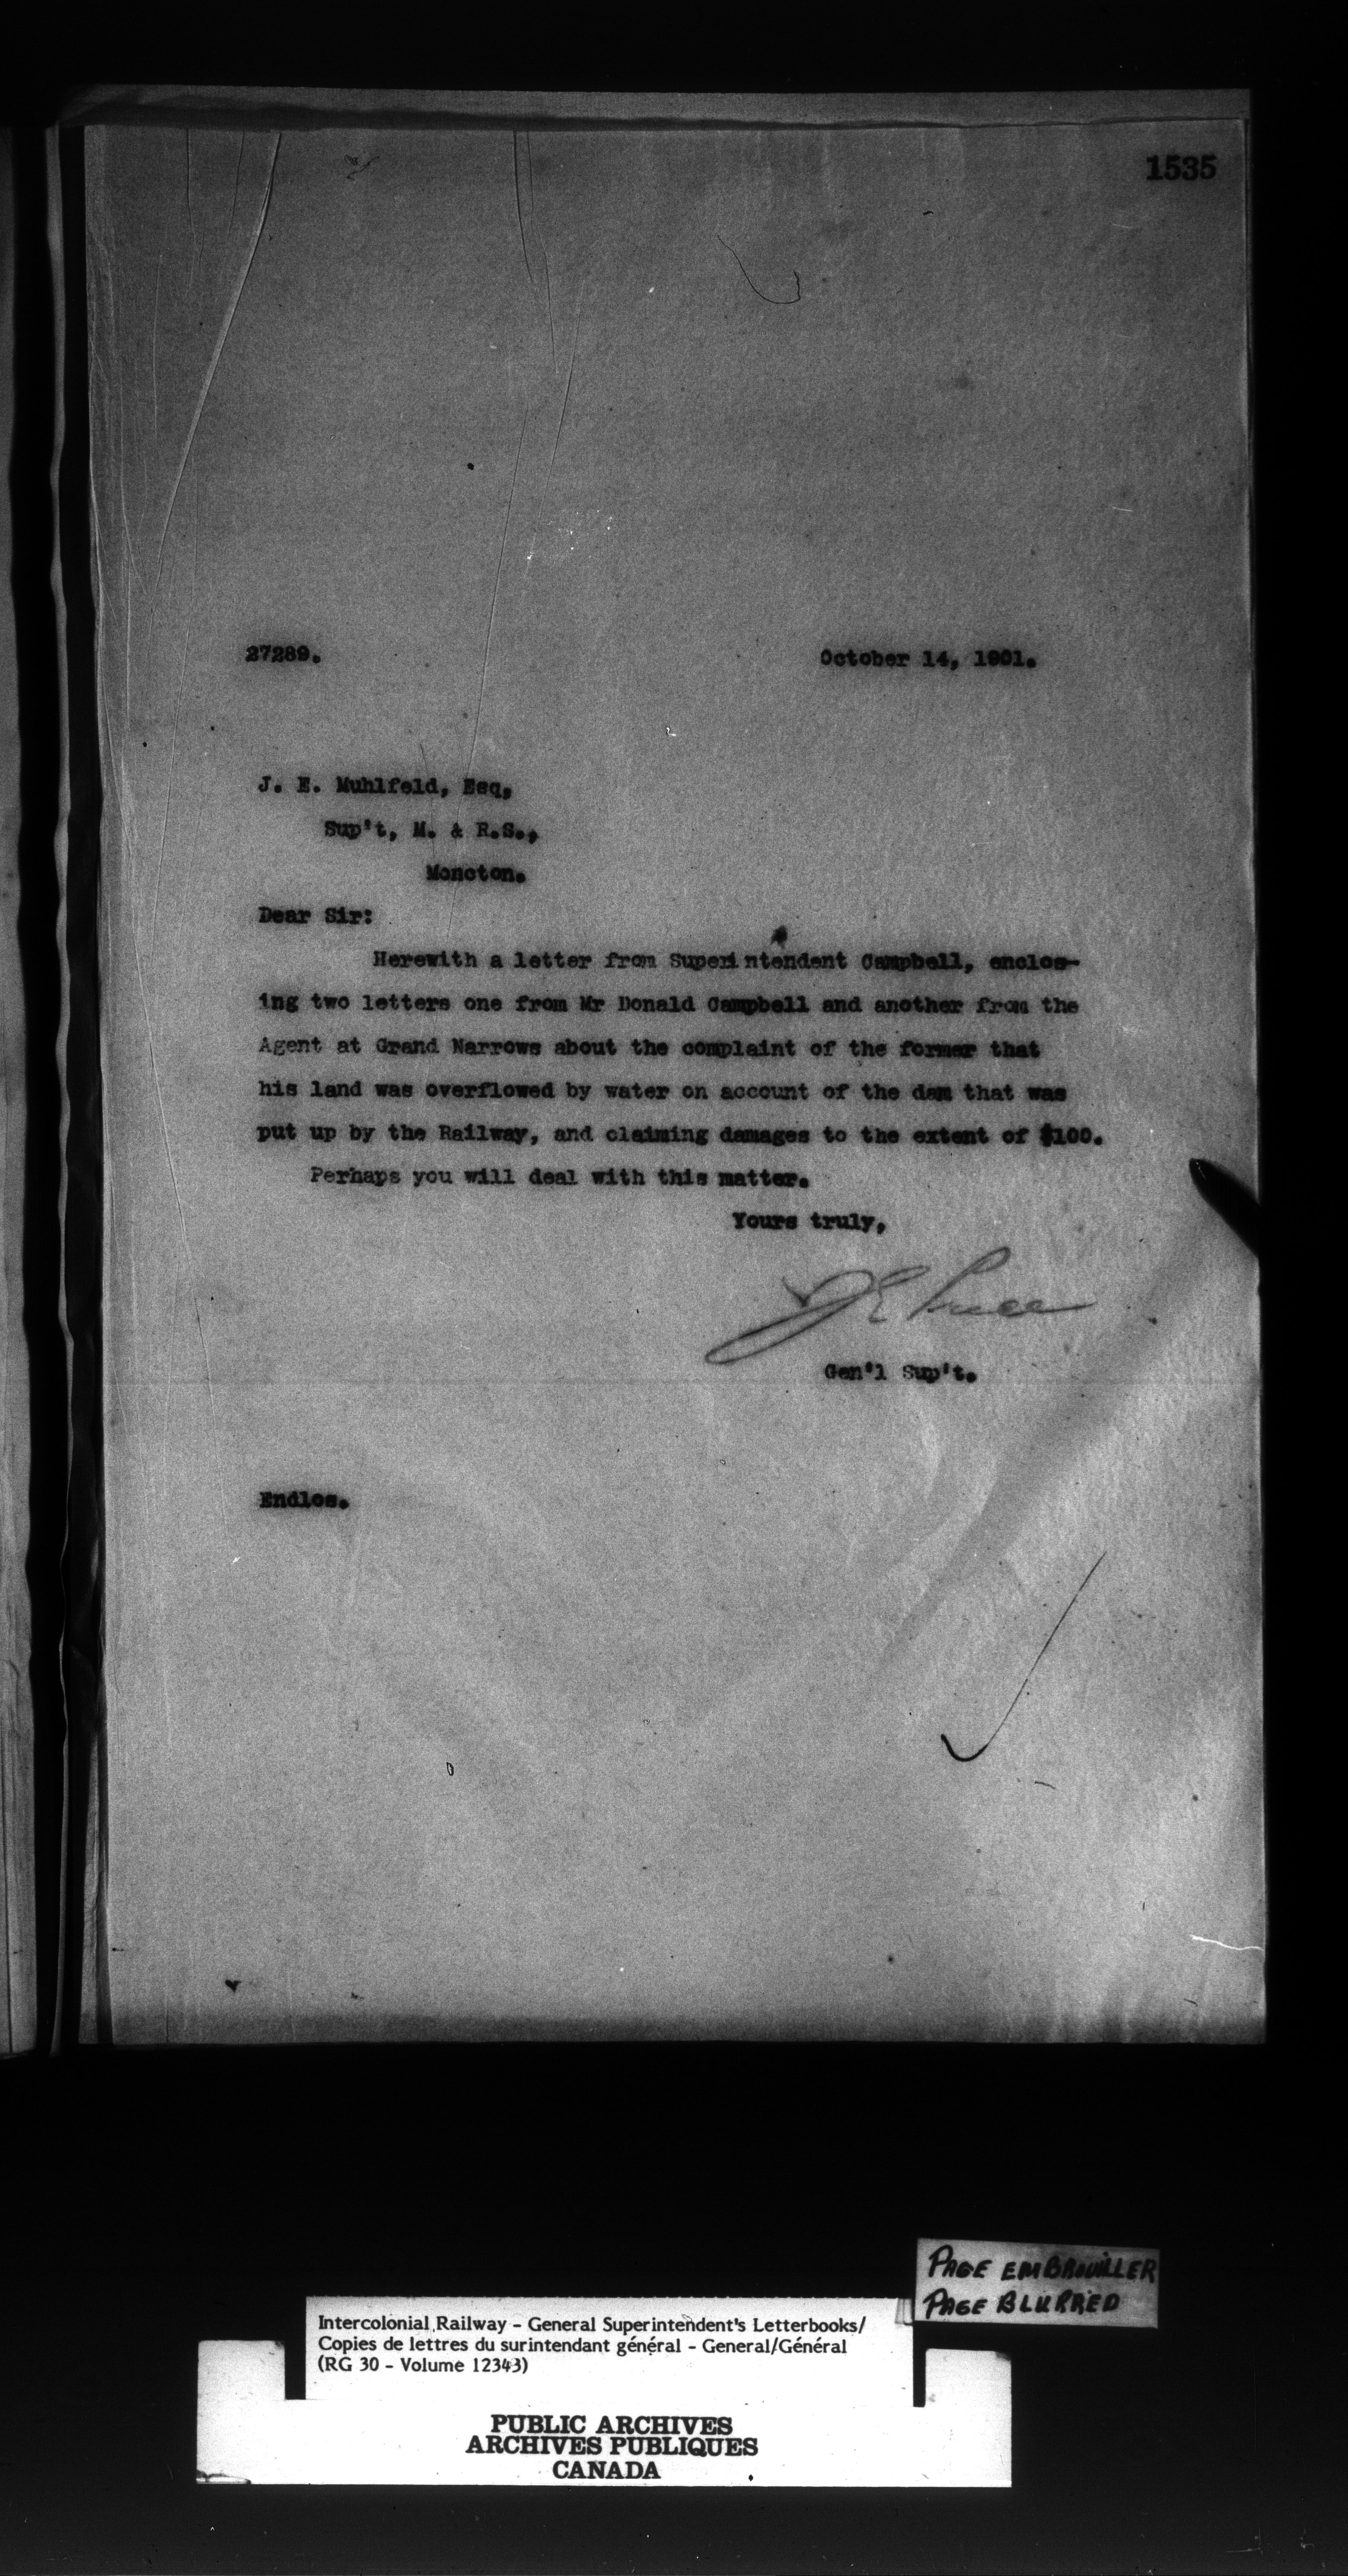 1535
27289.
October 14, 1901.
J. E. Muhlfeld, Esq,
Sup't, M. & R.S.,
Moncton.
Dear Sir:
Herewith a letter from Superintendent Campbell, enclos-
ing two letters one from Mr Donald Campbell and another from the
Agent at Grand Narrows about the complaint of the former that
his land was overflowed by water on account of the dam that was
put up by the Railway, and claiming damages to the extent of $100.
Perhaps you will deal with this matter.
Yours truly,
J E Price
Gen'l Sup't.
Endlos.
PAGE EMBROUILLER
PAGE BLURRED
Intercolonial Railway - General Superintendent's Letterbooks/
Copies de lettres du surintendant général - General/Général
(RG 30 - Volume 12343)
PUBLIC ARCHIVES
ARCHIVES PUBLIQUES
CANADA